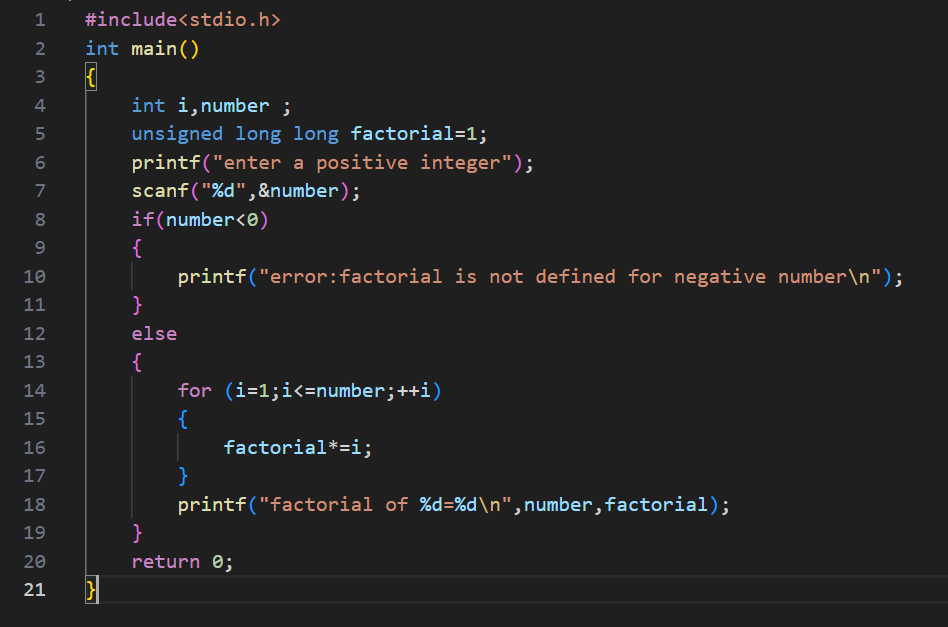 1 #include<stdio.h>
2 int main()
3 {
4     int i,number ;
5     unsigned long long factorial=1;
6     printf("enter a positive integer");
7     scanf("%d",&number);
8     if(number<0)
9     {
10         printf("error:factorial is not defined for negative number\n");
11     }
12     else
13     {
14         for (i=1;i<=number;++i)
15         {
16             factorial*=i;
17         }
18         printf("factorial of %d=%d\n",number,factorial);
19     }
20     return 0;
21 }